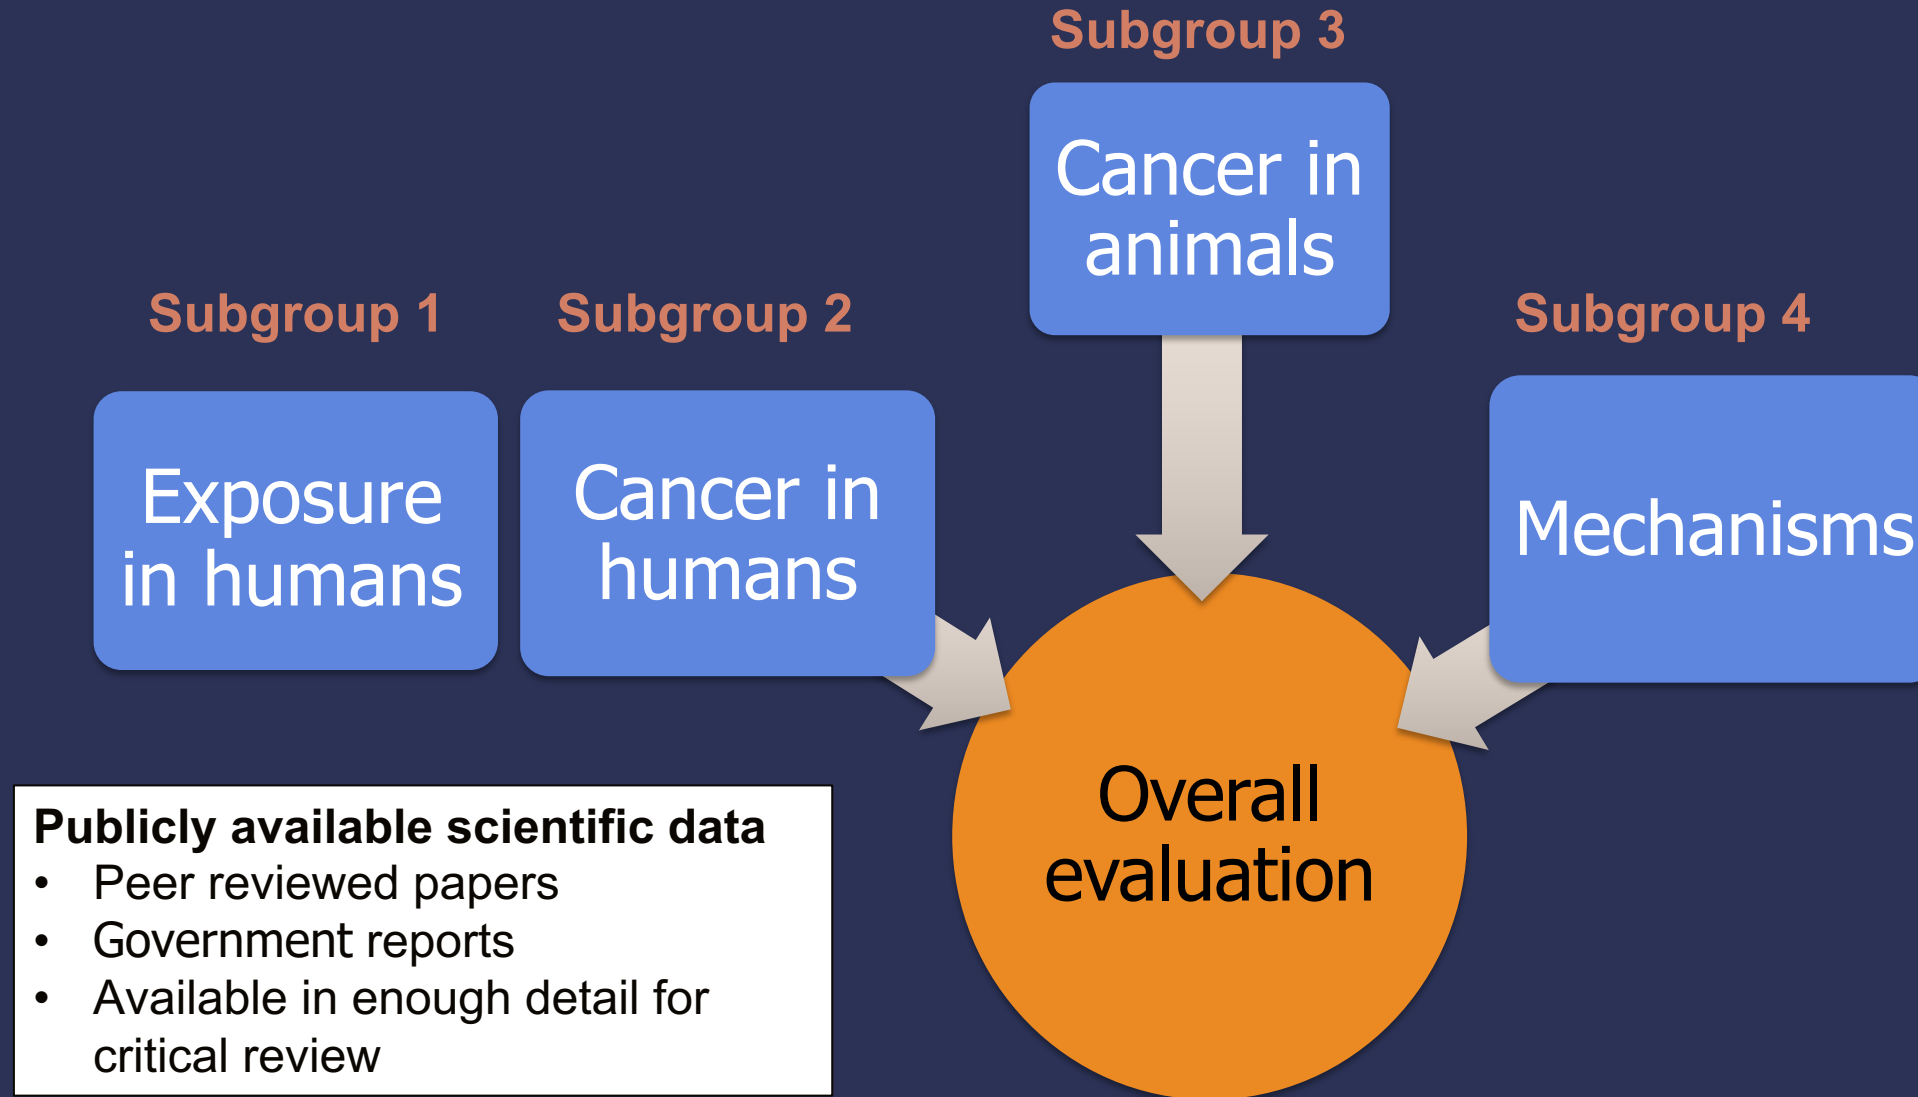 Subgroup 3
Cancer in
animals
Subgroup 1
Subgroup 2
Subgroup 4
Exposure
in humans
Cancer in
humans
Mechanisms
Overall
evaluation
Publicly available scientific data
• Peer reviewed papers
• Government reports
• Available in enough detail for
critical review